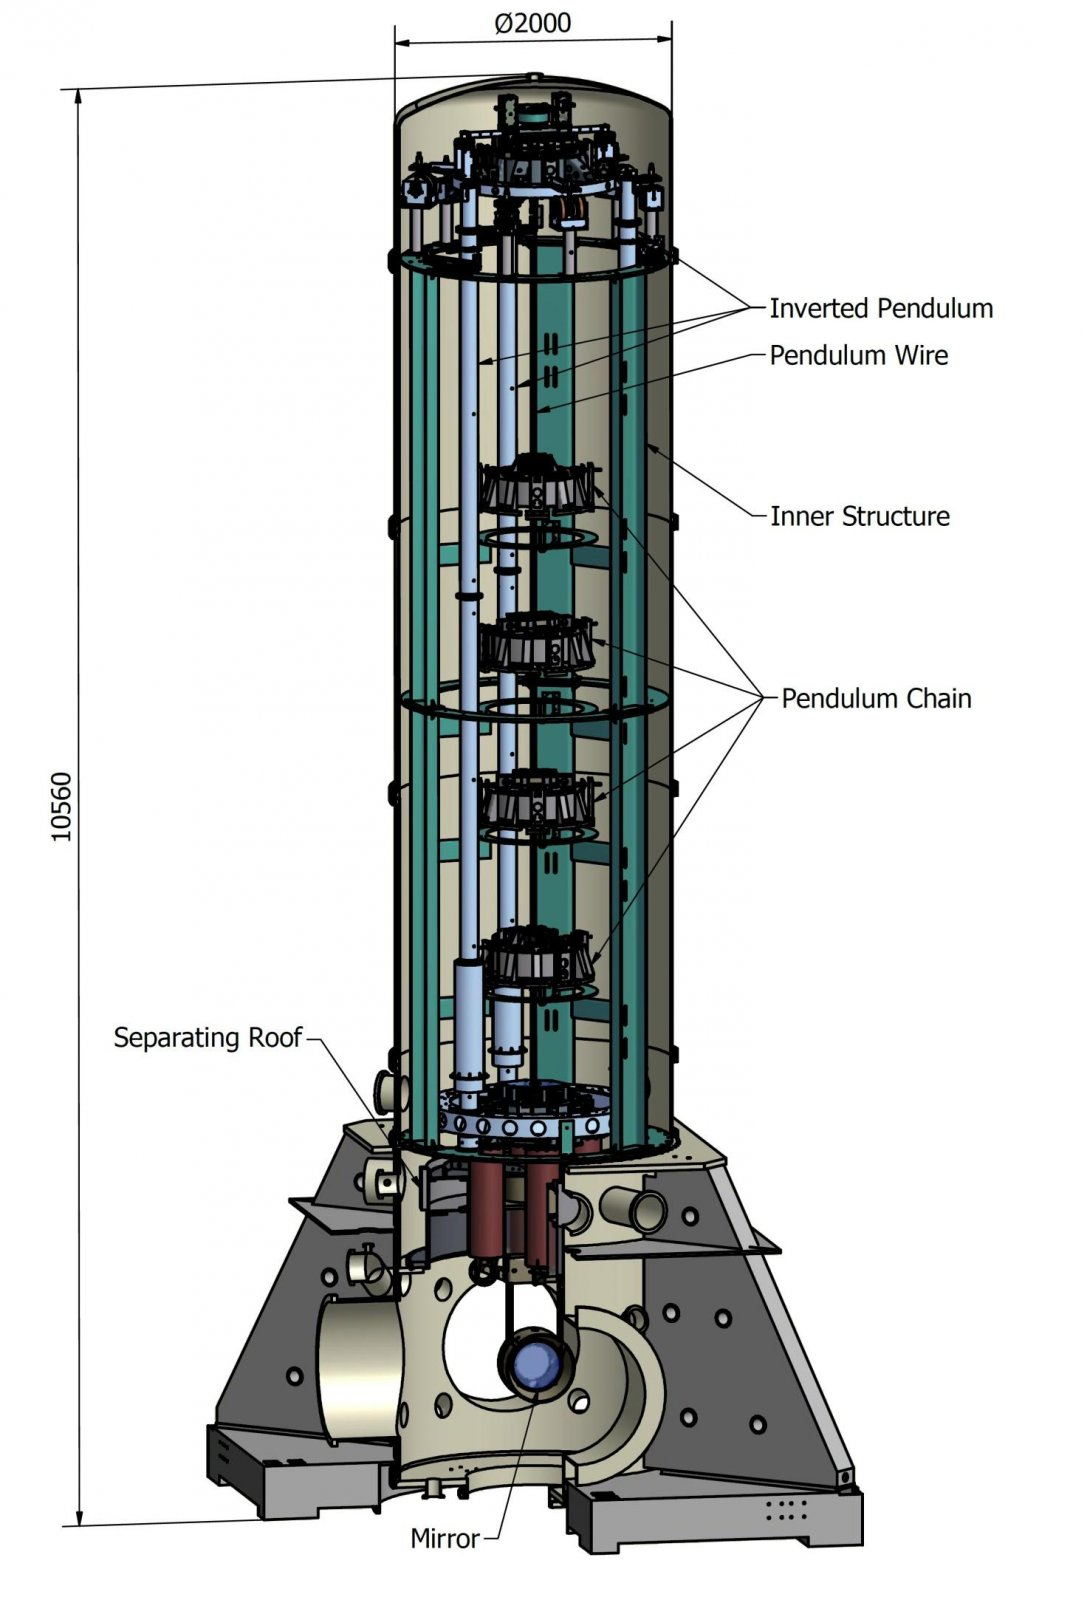 Ø2000
Inverted Pendulum
Pendulum Wire
Inner Structure
Pendulum Chain
10560
Separating Roof
Mirror